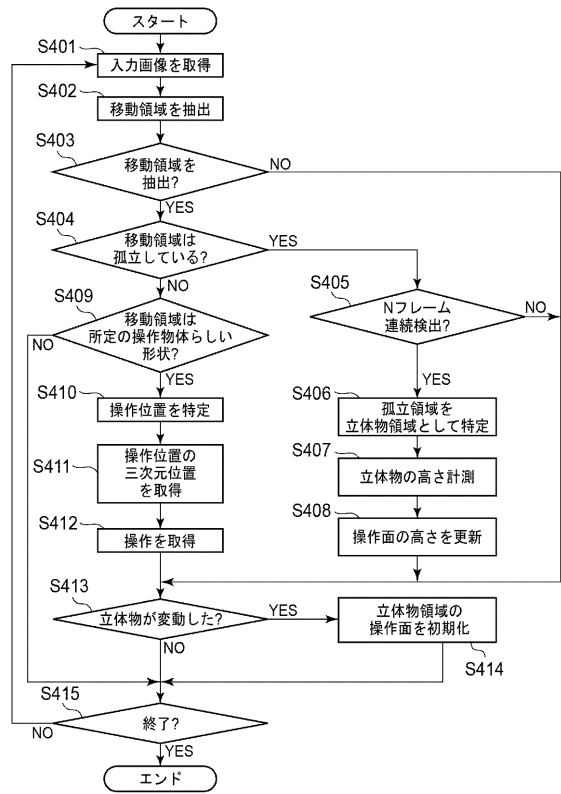 スタート
S401
入力画像を取得
S402
移動領域を抽出
S403
移動領域を
抽出?
NO
YES
S404
移動領域は
孤立している?
YES
NO
S405
Nフレーム
連続検出?
NO
YES
S409
移動領域は
所定の操作物体らしい
形状?
NO
YES
S406
孤立領域を
立体物領域として特定
S410
操作位置を特定
S407
立体物の高さ計測
S411
操作位置の
三次元位置
を取得
S408
操作面の高さを更新
S412
操作を取得
S413
立体物が変動した?
YES
NO
立体物領域の
操作面を初期化
S414
S415
終了?
NO
YES
エンド